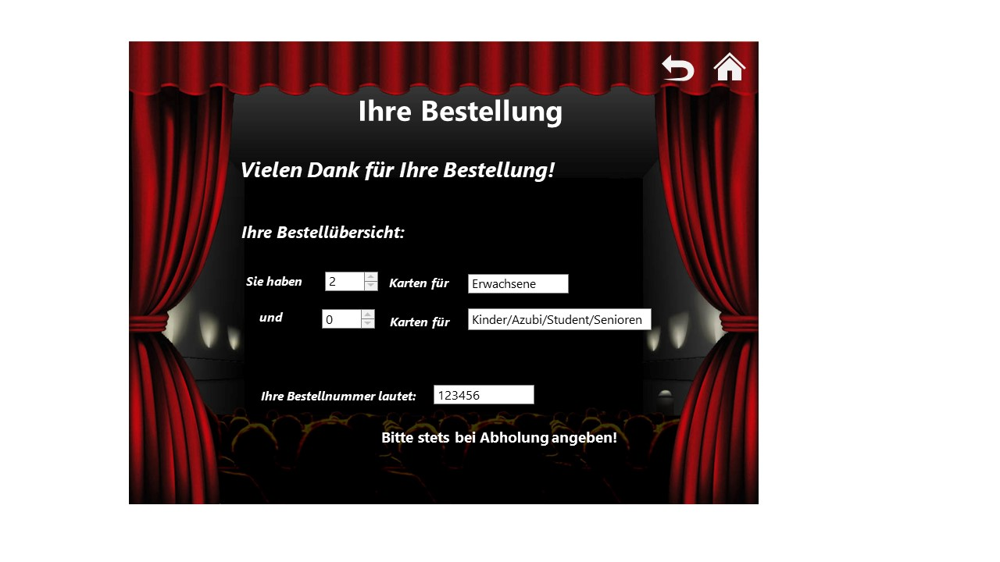 Ihre Bestellung
Vielen Dank für Ihre Bestellung!
Ihre Bestellübersicht:
Sie haben 2 Karten für Erwachsene
und 0 Karten für Kinder/Azubi/Student/Senioren
Ihre Bestellnummer lautet: 123456
Bitte stets bei Abholung angeben!